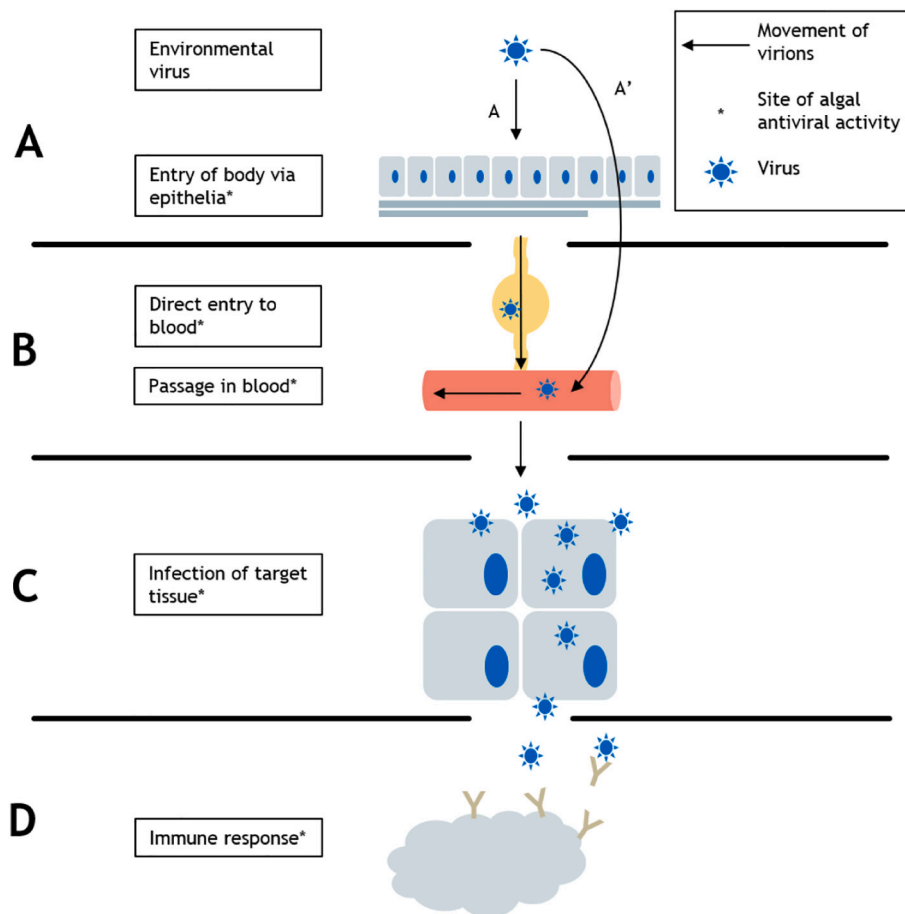 Environmental
virus
A
A'
Movement of
virions
*
Site of algal
antiviral activity
Virus
A
Entry of body via
epithelia*
B
Direct entry to
blood*
Passage in blood*
C
Infection of target
tissue*
D
Immune response*